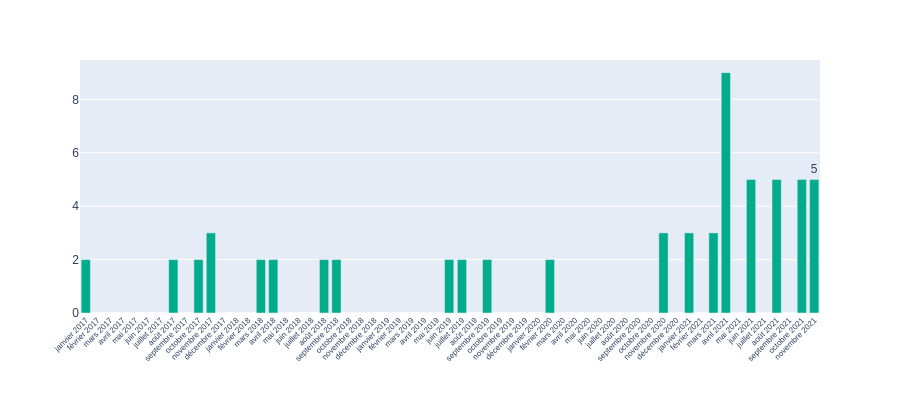 8
6
5
4
2
0
janvier 2017
février 2017
mars 2017
avril 2017
mai 2017
juin 2017
juillet 2017
août 2017
septembre 2017
octobre 2017
novembre 2017
décembre 2017
janvier 2018
février 2018
mars 2018
avril 2018
mai 2018
juin 2018
juillet 2018
août 2018
septembre 2018
octobre 2018
novembre 2018
décembre 2018
janvier 2019
février 2019
mars 2019
avril 2019
mai 2019
juin 2019
juillet 2019
août 2019
septembre 2019
octobre 2019
novembre 2019
décembre 2019
janvier 2020
février 2020
mars 2020
avril 2020
mai 2020
juin 2020
juillet 2020
août 2020
septembre 2020
octobre 2020
novembre 2020
décembre 2020
janvier 2021
février 2021
mars 2021
avril 2021
mai 2021
juin 2021
juillet 2021
août 2021
septembre 2021
octobre 2021
novembre 2021